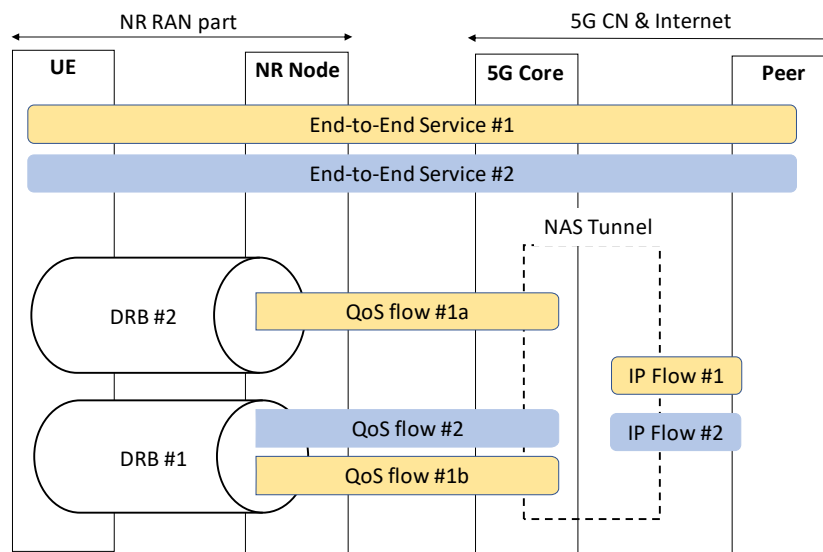 NR RAN part
5G CN & Internet
UE
NR Node
5G Core
Peer
End-to-End Service #1
End-to-End Service #2
NAS Tunnel
DRB #2
QoS flow #1a
IP Flow #1
QoS flow #2
IP Flow #2
DRB #1
QoS flow #1b